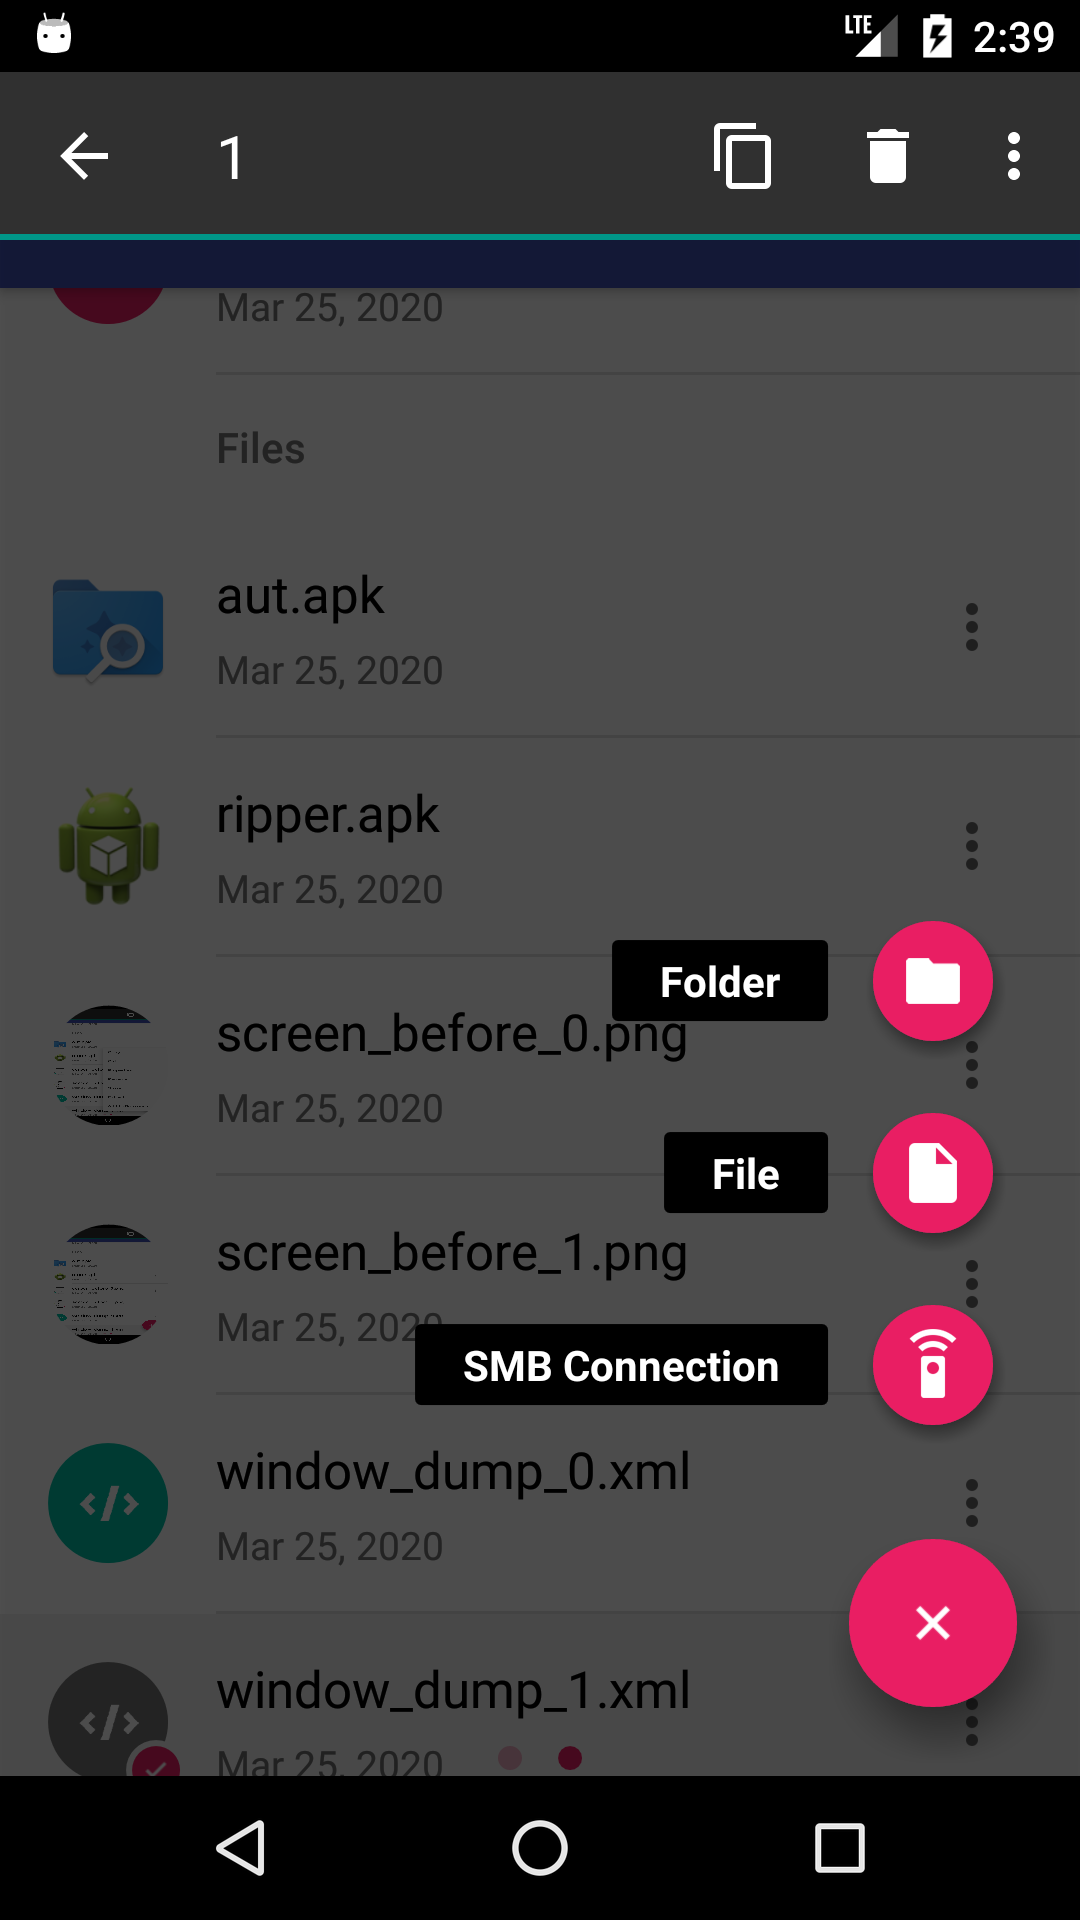 LTE 2:39
1
Mar 25, 2020
Files
aut.apk
Mar 25, 2020
ripper.apk
Mar 25, 2020
Folder
screen_before_0.png
Mar 25, 2020
File
screen_before_1.png
Mar 25, 2020
SMB Connection
window_dump_0.xml
Mar 25, 2020
window_dump_1.xml
Mar 25, 2020